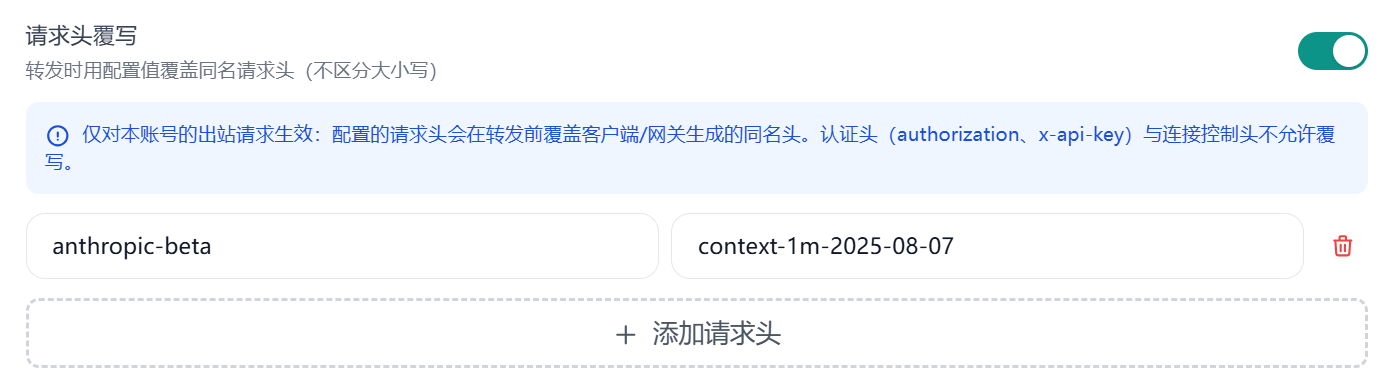 请求头覆写
转发时用配置值覆盖同名请求头（不区分大小写）
仅对本账号的出站请求生效：配置的请求头会在转发前覆盖客户端/网关生成的同名头。认证头（authorization、x-api-key）与连接控制头不允许覆
写。
anthropic-beta
context-1m-2025-08-07
＋ 添加请求头